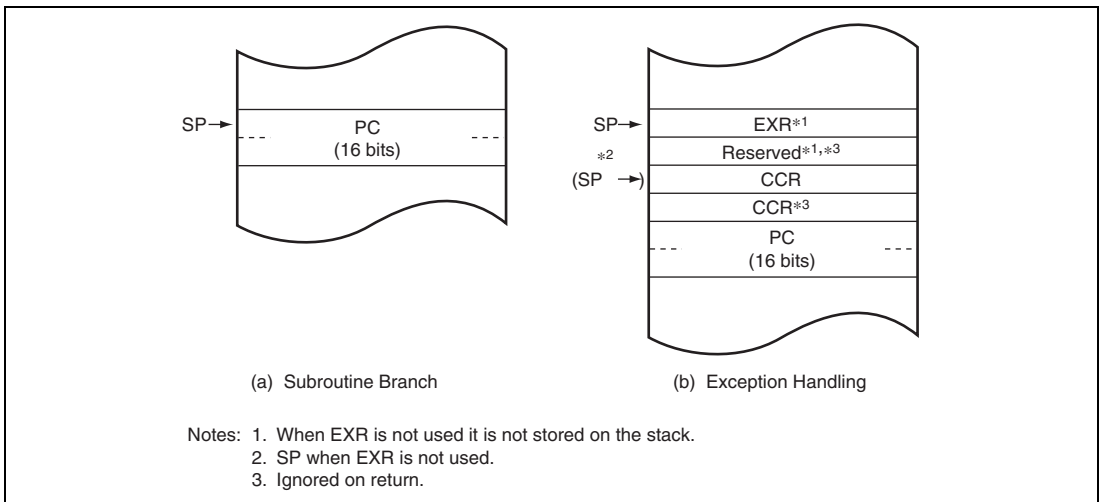 SP
PC
(16 bits)
(a) Subroutine Branch
SP
*2
(SP )
EXR*1
Reserved*1,*3
CCR
CCR*3
PC
(16 bits)
(b) Exception Handling
Notes: 1. When EXR is not used it is not stored on the stack.
2. SP when EXR is not used.
3. Ignored on return.